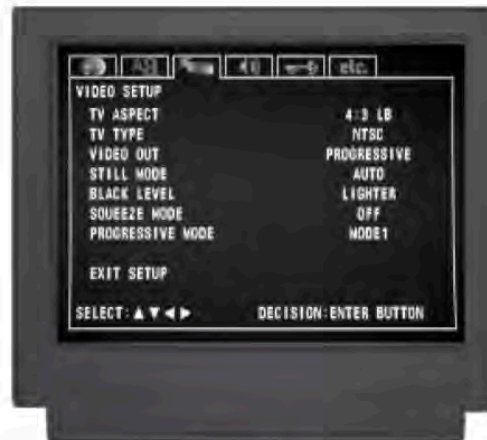 etc.
VIDEO SETUP
TV ASPECT 4:3 LB
TV TYPE NTSC
VIDEO OUT PROGRESSIVE
STILL MODE AUTO
BLACK LEVEL LIGHTER
SQUEEZE MODE OFF
PROGRESSIVE MODE MODE1
EXIT SETUP
SELECT:▲▼◀▶ DECISION:ENTER BUTTON